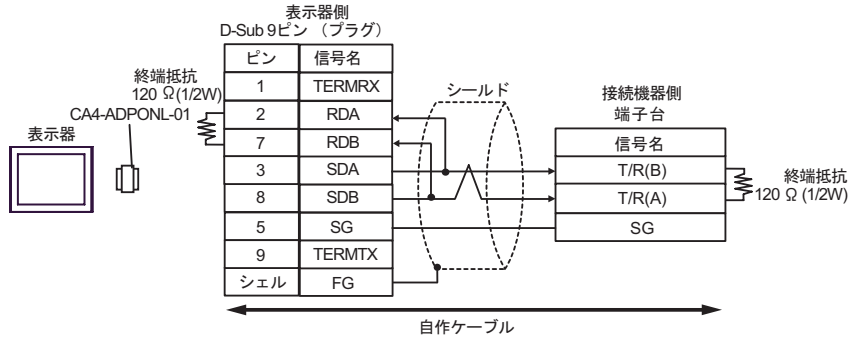 表示器側
D-Sub 9ピン （プラグ）
ピン 信号名
1 TERMRX
2 RDA
7 RDB
3 SDA
8 SDB
5 SG
9 TERMTX
シェル FG
終端抵抗
120 Ω(1/2W)
CA4-ADPONL-01
表示器
シールド
接続機器側
端子台
信号名
T/R(B)
T/R(A)
SG
終端抵抗
120 Ω (1/2W)
自作ケーブル